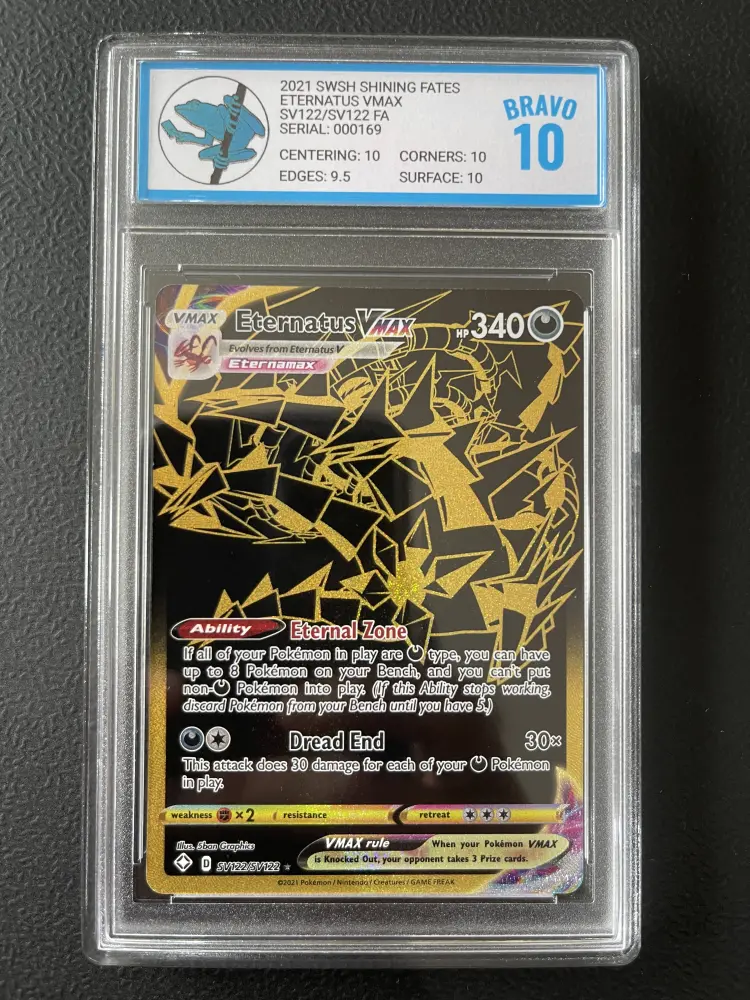 2021 SWSH SHINING FATES
ETERNATUS VMAX
SV122/SV122 FA
SERIAL: 000169
CENTERING: 10 CORNERS: 10
EDGES: 9.5 SURFACE: 10
BRAVO
10
VMAX Eternatus VMAX HP 340
Evolves from Eternatus V
Eternamax
Ability Eternal Zone
If all of your Pokémon in play are type, you can have
up to 8 Pokémon on your Bench, and you can't put
non- Pokémon into play. (If this Ability stops working,
discard Pokémon from your Bench until you have 5.)
Dread End 30×
This attack does 30 damage for each of your Pokémon
in play.
weakness ×2 resistance retreat
Illus. 5ban Graphics
VMAX rule When your Pokémon VMAX
is Knocked Out, your opponent takes 3 Prize cards.
D SV122/SV122
©2021 Pokémon / Nintendo / Creatures / GAME FREAK